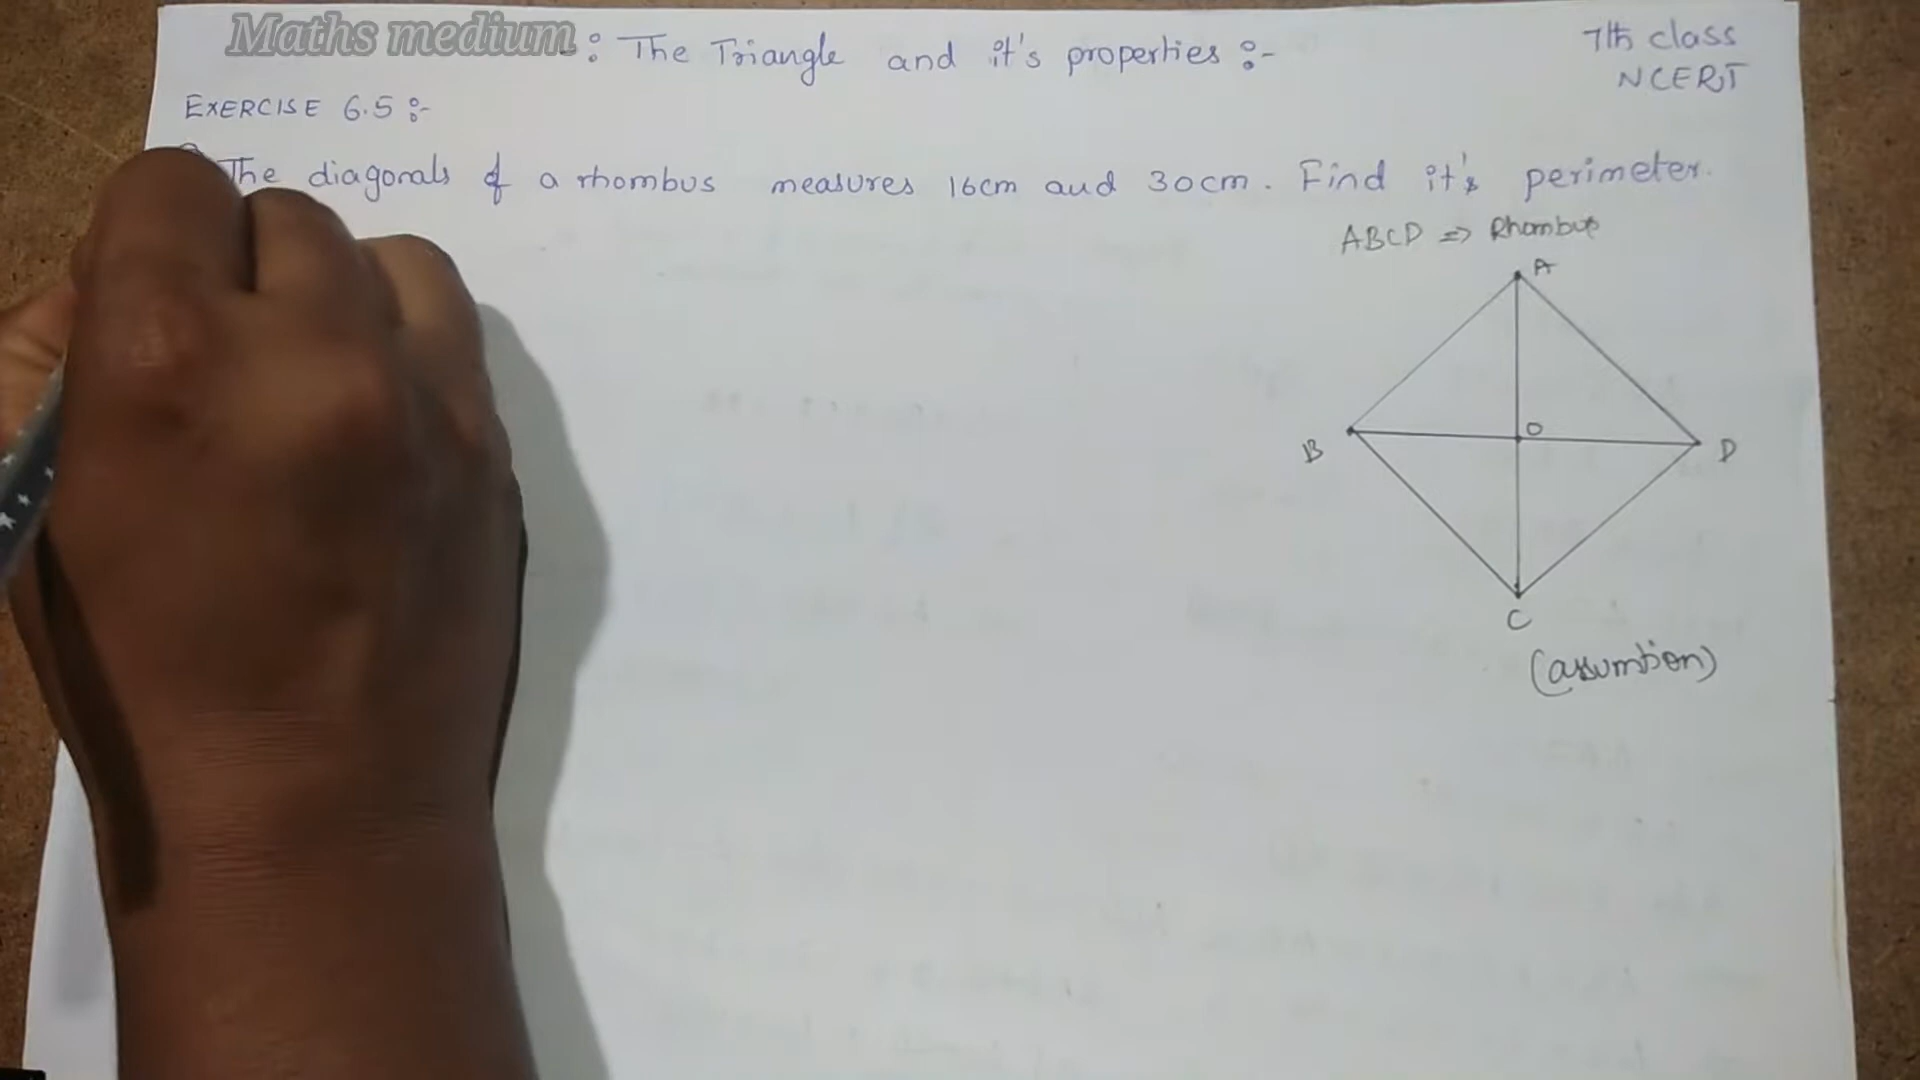 Maths medium
:- The Triangle and it's properties :-
7th class
NCERT
EXERCISE 6.5 :-
The diagonals of a rhombus measures 16cm and 30cm. Find it's perimeter.
ABCD => Rhombus
A
O
B
D
C
(assumtion)